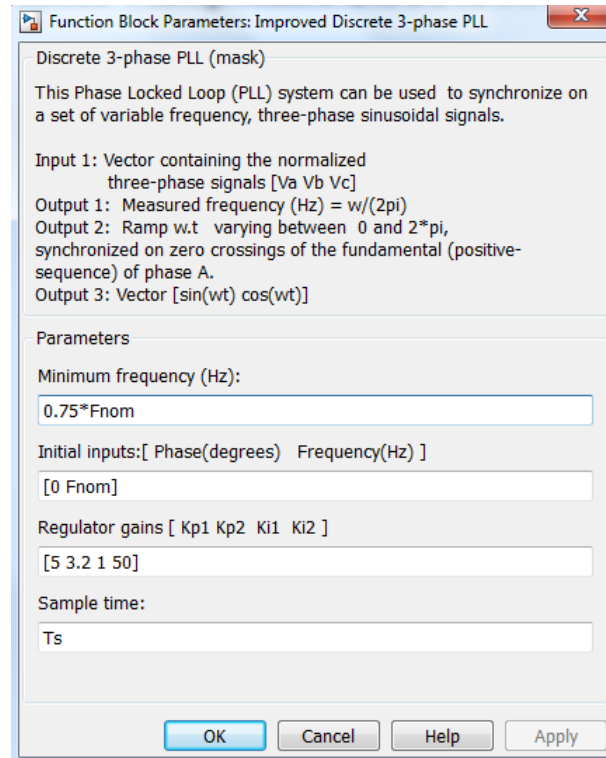 Function Block Parameters: Improved Discrete 3-phase PLL
Discrete 3-phase PLL (mask)
This Phase Locked Loop (PLL) system can be used to synchronize on
a set of variable frequency, three-phase sinusoidal signals.
Input 1: Vector containing the normalized
three-phase signals [Va Vb Vc]
Output 1: Measured frequency (Hz) = w/(2pi)
Output 2: Ramp w.t varying between 0 and 2*pi,
synchronized on zero crossings of the fundamental (positive-
sequence) of phase A.
Output 3: Vector [sin(wt) cos(wt)]
Parameters
Minimum frequency (Hz):
0.75*Fnom
Initial inputs:[ Phase(degrees) Frequency(Hz) ]
[0 Fnom]
Regulator gains [ Kp1 Kp2 Ki1 Ki2 ]
[5 3.2 1 50]
Sample time:
Ts
OK Cancel Help Apply